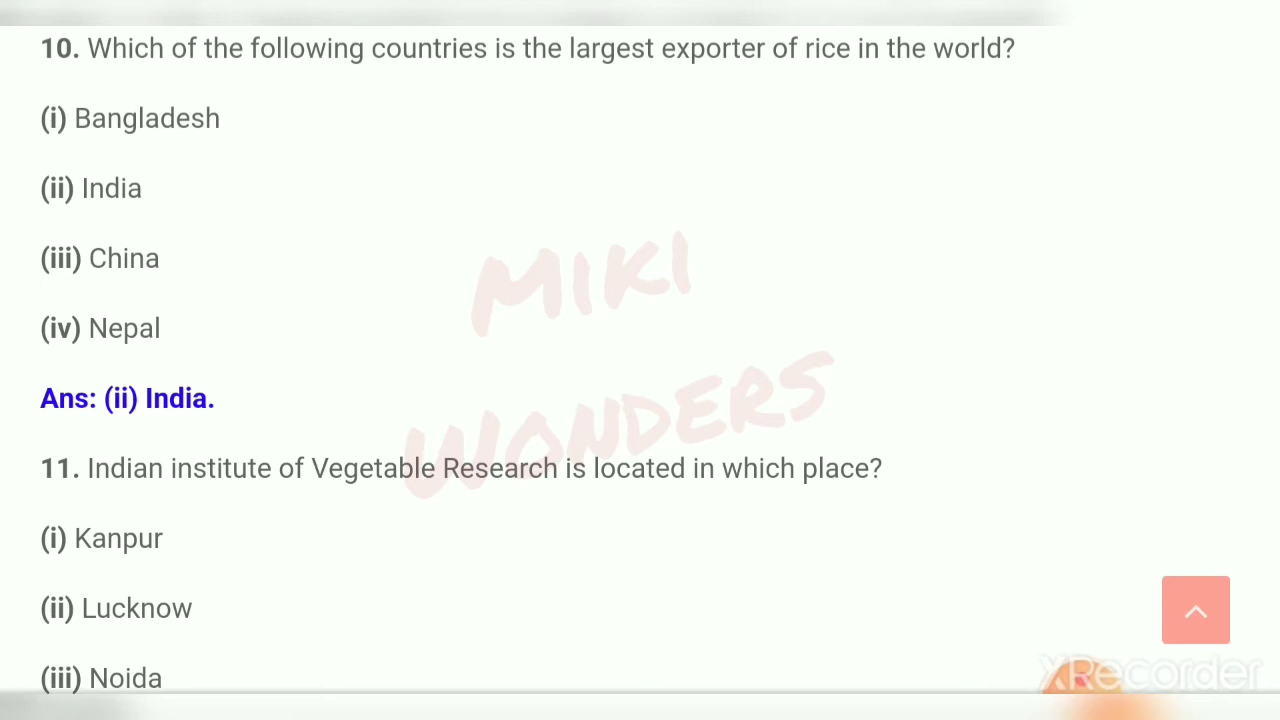 10. Which of the following countries is the largest exporter of rice in the world?
(i) Bangladesh
(ii) India
(iii) China
(iv) Nepal
MIKI
WONDERS
Ans: (ii) India.
11. Indian institute of Vegetable Research is located in which place?
(i) Kanpur
(ii) Lucknow
(iii) Noida
XRecorder